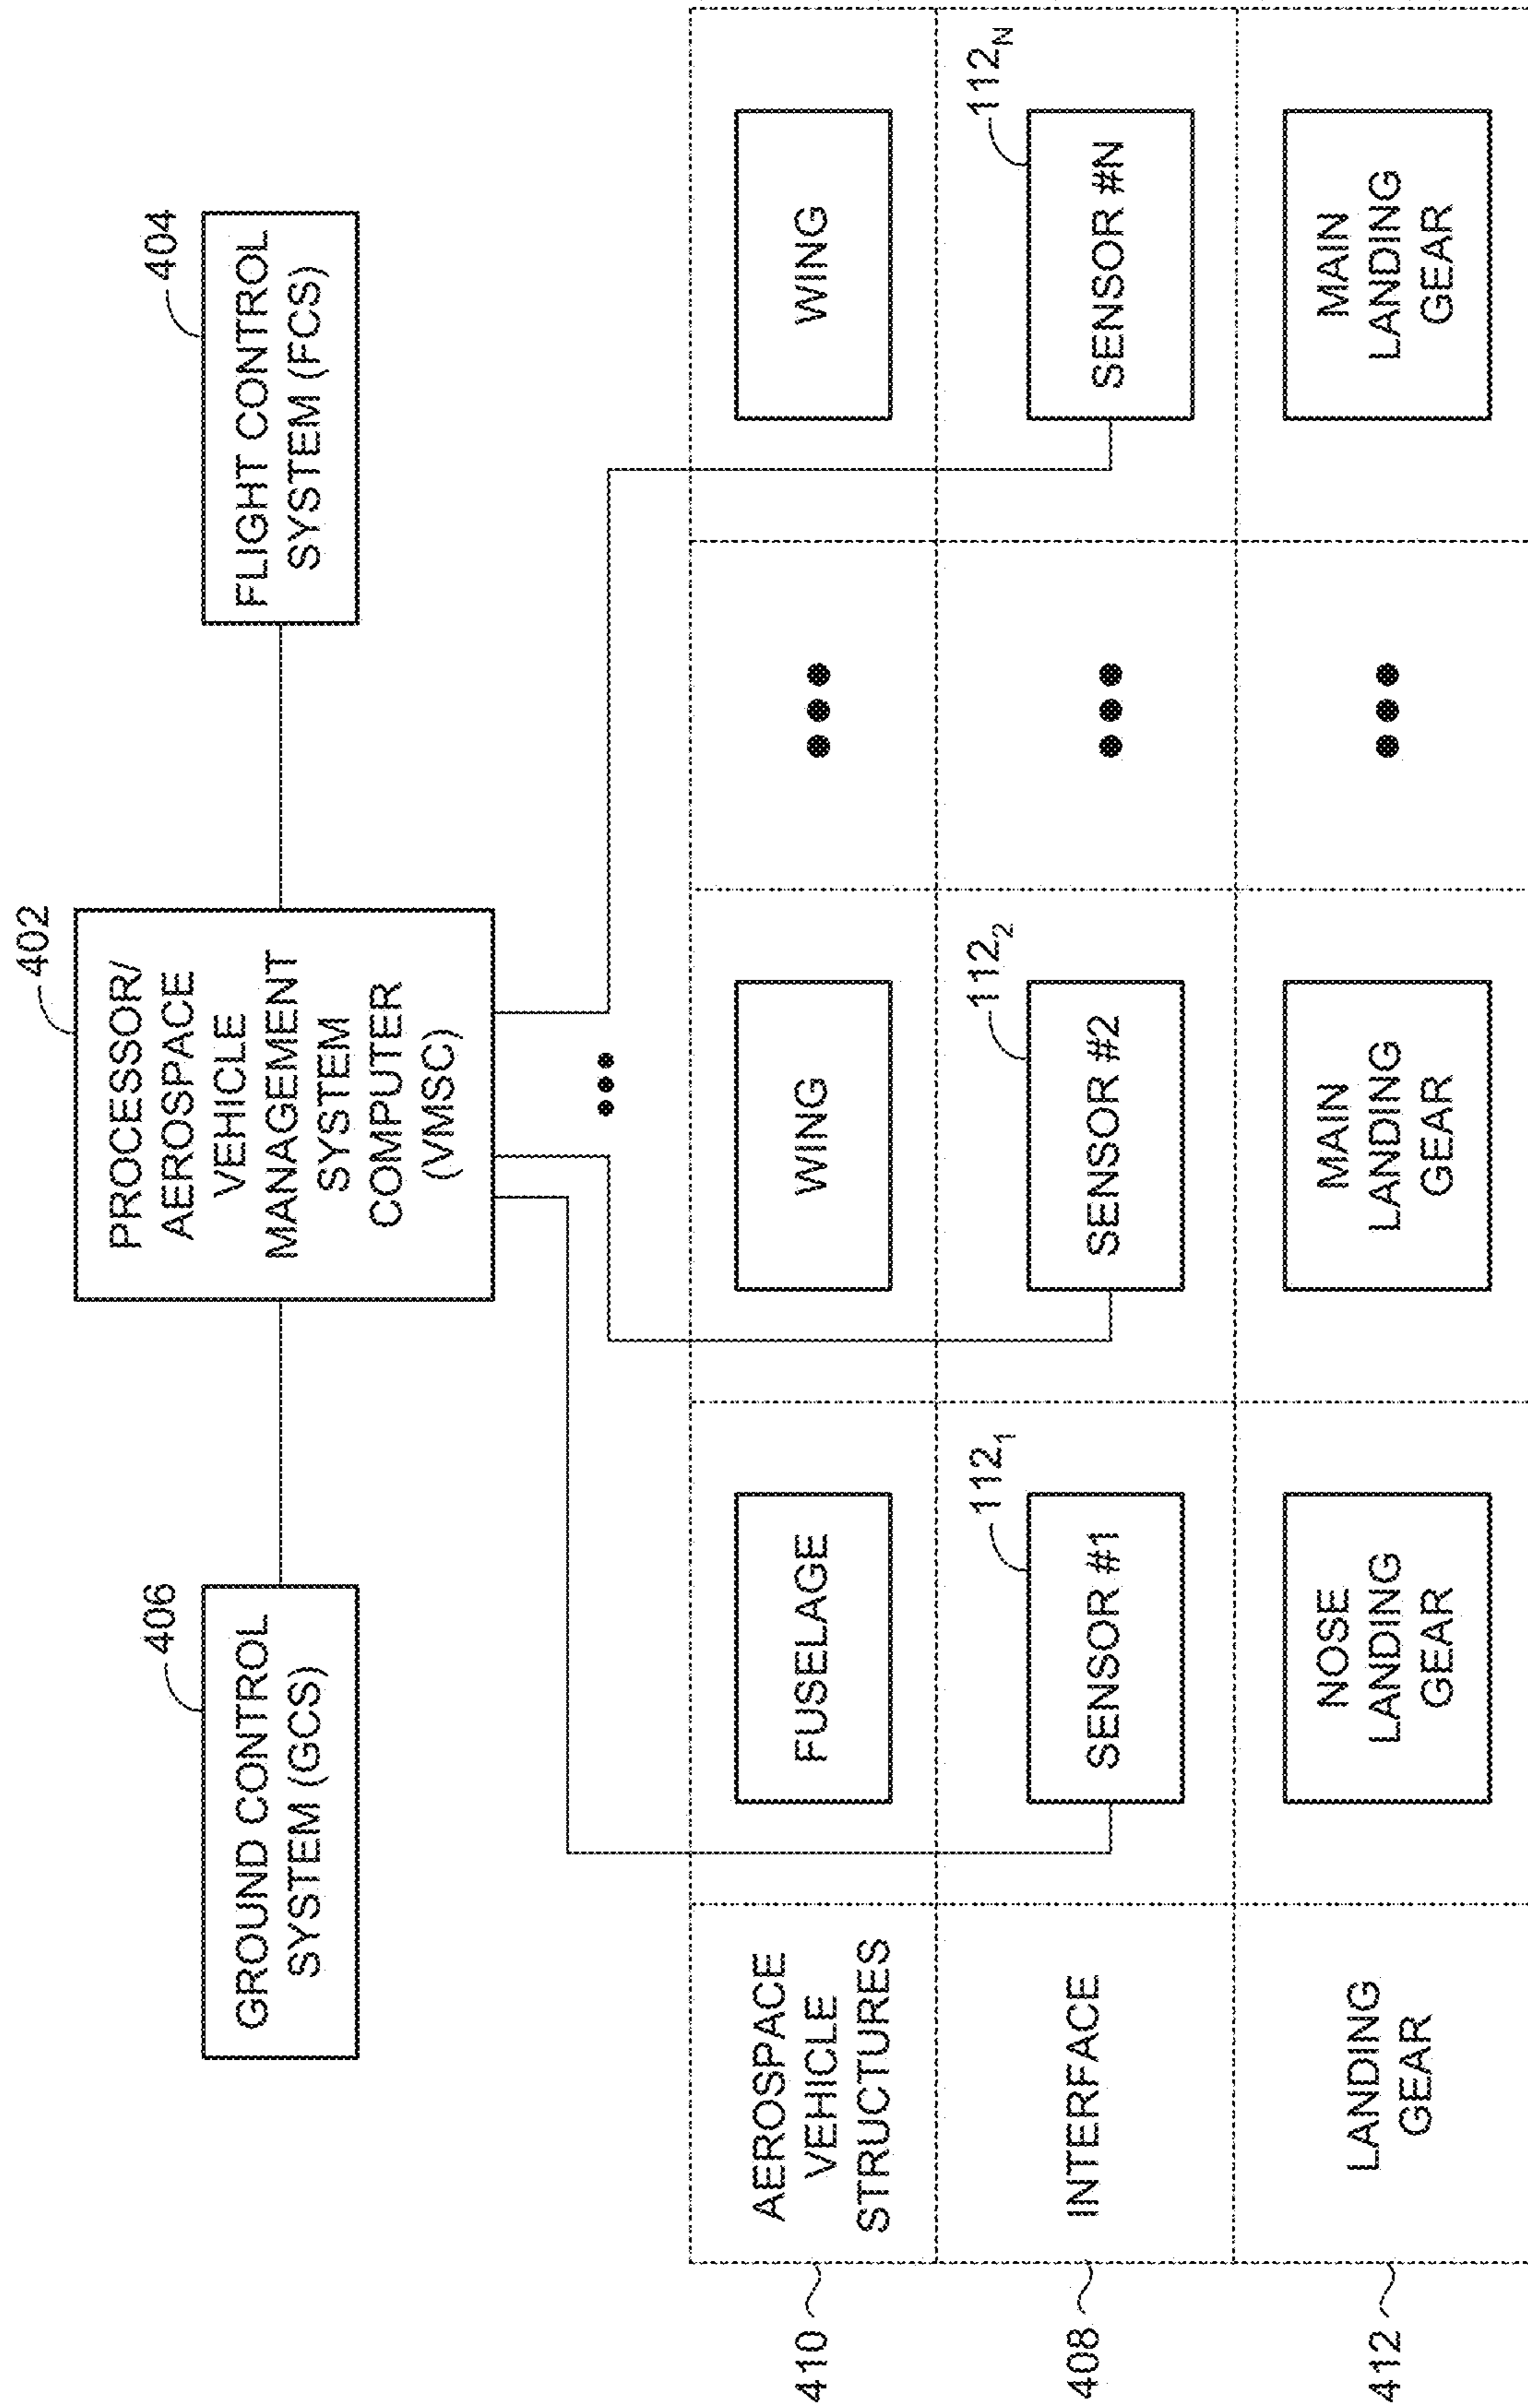 402
PROCESSOR/
AEROSPACE
VEHICLE
MANAGEMENT
SYSTEM
COMPUTER
(VMSC)
406
GROUND CONTROL
SYSTEM (GCS)
404
FLIGHT CONTROL
SYSTEM (FCS)
410
AEROSPACE
VEHICLE
STRUCTURES
FUSELAGE
WING
WING
408
INTERFACE
112₁
SENSOR #1
112₂
SENSOR #2
112N
SENSOR #N
412
LANDING
GEAR
NOSE
LANDING
GEAR
MAIN
LANDING
GEAR
MAIN
LANDING
GEAR